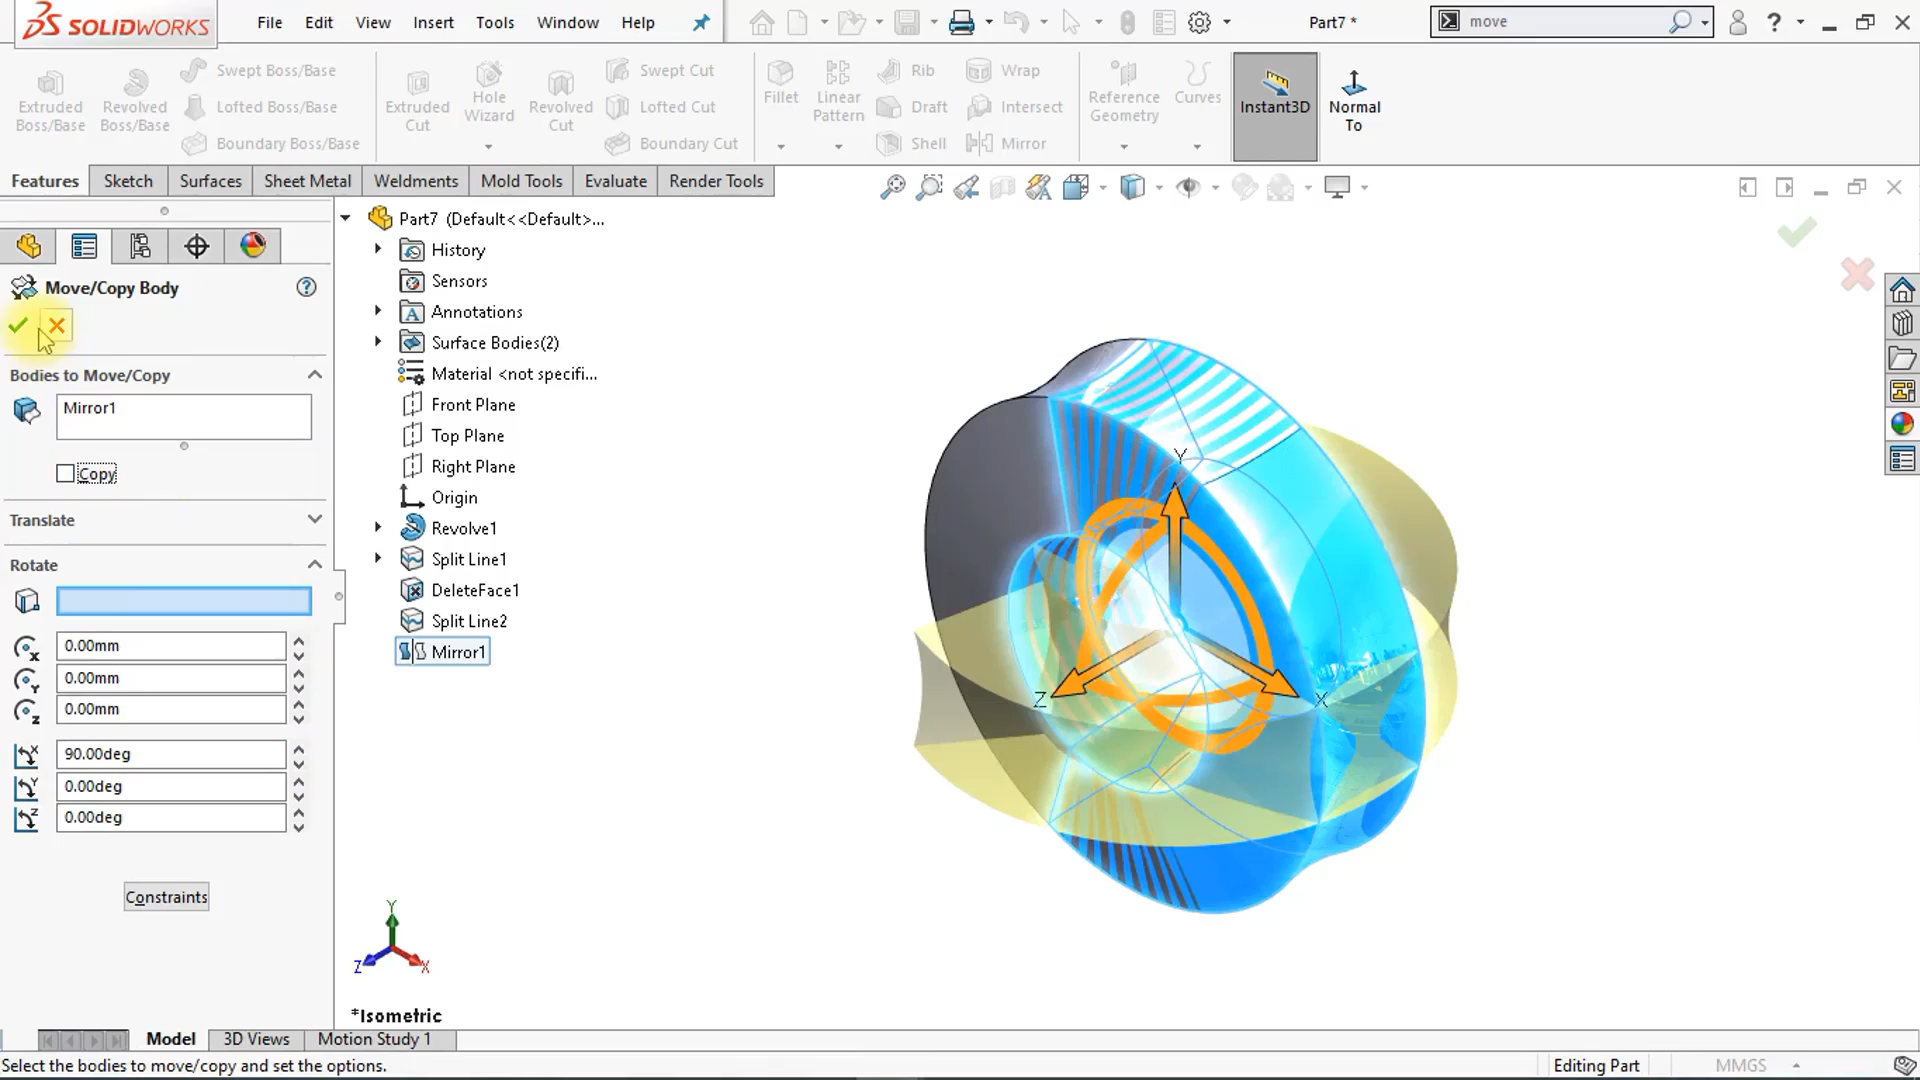 SOLIDWORKS
File Edit View Insert Tools Window Help
Part7 *
move
Extruded Boss/Base
Revolved Boss/Base
Swept Boss/Base
Lofted Boss/Base
Boundary Boss/Base
Extruded Cut
Hole Wizard
Revolved Cut
Swept Cut
Lofted Cut
Boundary Cut
Fillet
Linear Pattern
Rib
Draft
Shell
Wrap
Intersect
Mirror
Reference Geometry
Curves
Instant3D
Normal To
Features Sketch Surfaces Sheet Metal Weldments Mold Tools Evaluate Render Tools
Move/Copy Body
Bodies to Move/Copy
Mirror1
Copy
Translate
Rotate
0.00mm
0.00mm
0.00mm
90.00deg
0.00deg
0.00deg
Constraints
Part7 (Default<<Default>...
History
Sensors
Annotations
Surface Bodies(2)
Material <not specifi...
Front Plane
Top Plane
Right Plane
Origin
Revolve1
Split Line1
DeleteFace1
Split Line2
Mirror1
Y
Z
X
Y
Z
X
*Isometric
Model 3D Views Motion Study 1
Select the bodies to move/copy and set the options.
Editing Part
MMGS